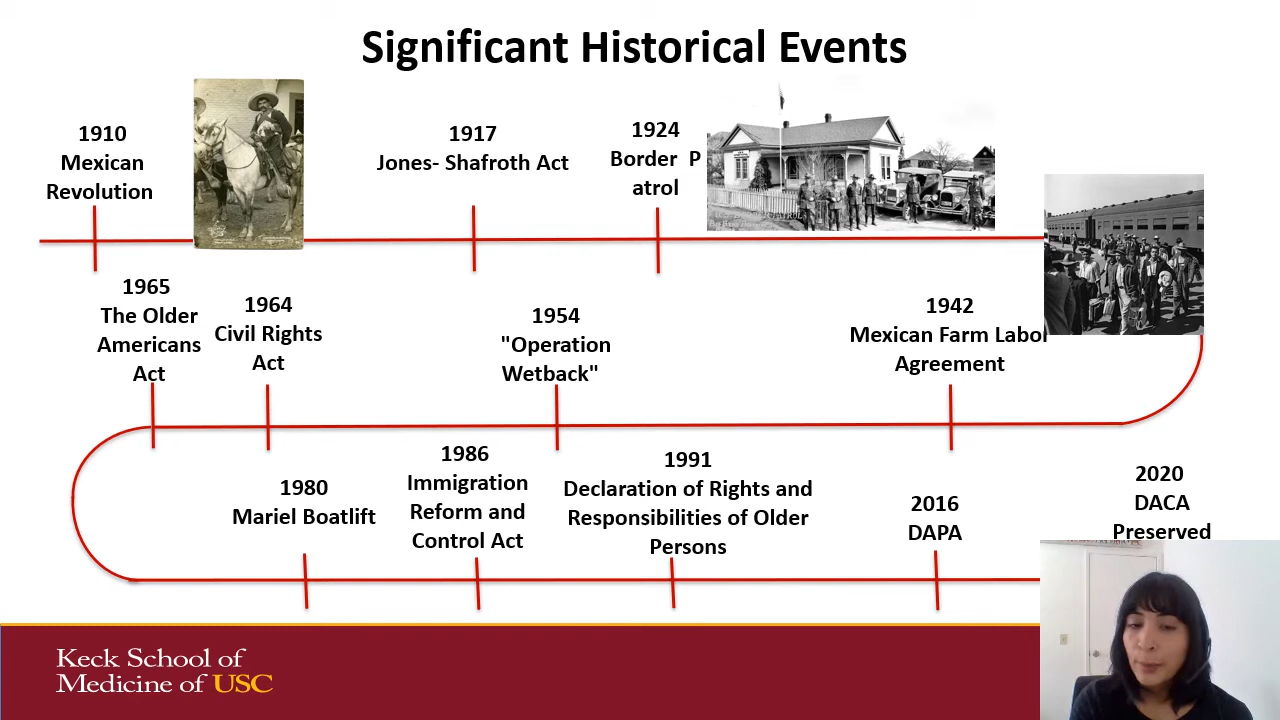 Significant Historical Events
1910
Mexican
Revolution
1917
Jones- Shafroth Act
1924
Border P
atrol
1965
The Older
Americans
Act
1964
Civil Rights
Act
1954
"Operation
Wetback"
1942
Mexican Farm Labor
Agreement
1980
Mariel Boatlift
1986
Immigration
Reform and
Control Act
1991
Declaration of Rights and
Responsibilities of Older
Persons
2016
DAPA
2020
DACA
Preserved
Keck School of
Medicine of USC